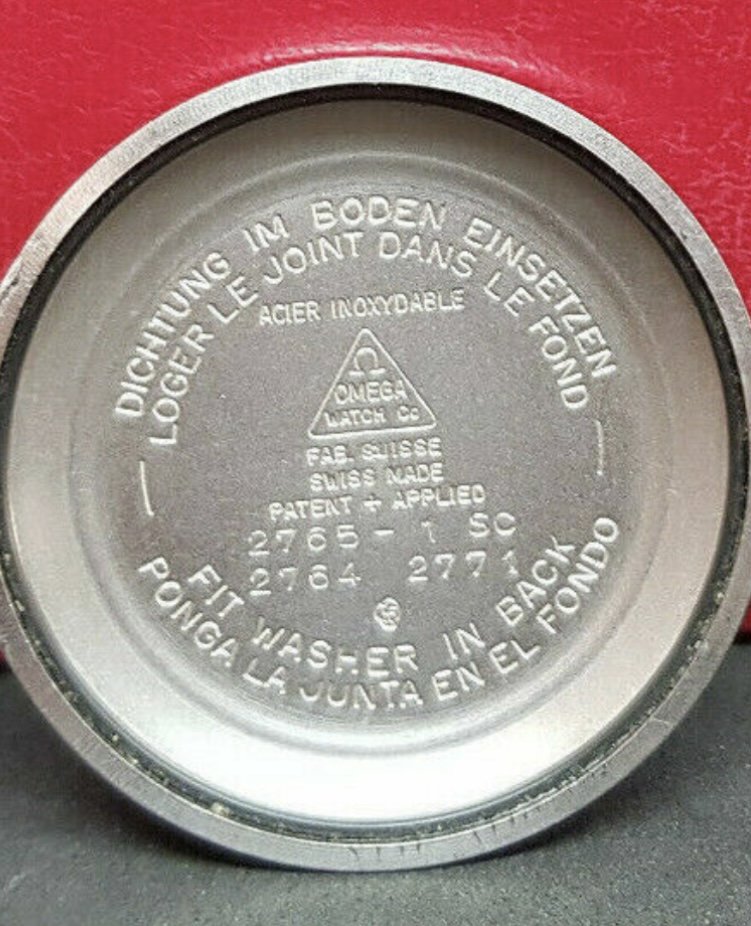 DICHTUNG IM BODEN EINSETZEN
LOGER LE JOINT DANS LE FOND
ACIER INOXYDABLE
Ω
OMEGA
WATCH Co
FAB. SUISSE
SWISS MADE
PATENT + APPLIED
2765 - 1 SC
2764 2771
FIT WASHER IN BACK
PONGA LA JUNTA EN EL FONDO